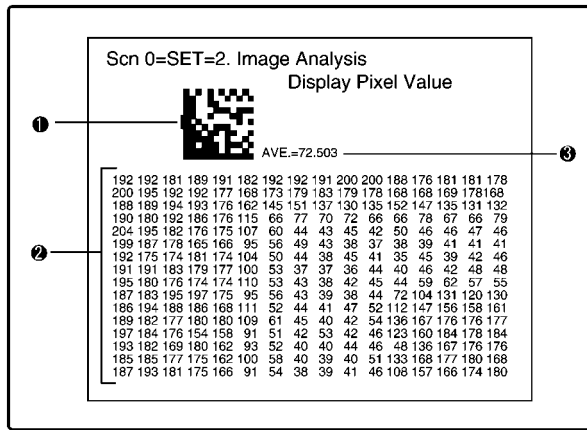 Scn 0=SET=2. Image Analysis
Display Pixel Value
❶
AVE.=72.503
❸
192 192 181 189 191 182 192 192 191 200 200 188 176 181 181 178
200 195 192 192 177 168 173 179 183 179 178 168 168 169 178168
188 189 194 193 176 162 145 151 137 130 135 152 147 135 131 132
190 180 192 186 176 115 66 77 70 72 66 66 78 67 66 79
204 195 182 176 175 107 60 44 43 45 42 50 46 46 47 46
❷
199 187 178 165 166 95 56 49 43 38 37 38 39 41 41 41
192 175 174 181 174 104 50 44 38 45 41 35 45 39 42 46
191 191 183 179 177 100 53 37 37 36 44 40 46 42 48 48
195 180 176 174 174 110 53 43 38 42 45 44 59 62 57 55
187 183 195 197 175 95 56 43 39 38 44 72 104 131 120 130
186 194 188 186 168 111 52 44 41 47 52 112 147 156 158 161
189 182 177 180 180 109 61 45 40 42 54 136 167 176 176 177
197 184 176 154 158 91 51 42 53 42 46 123 160 184 178 184
193 182 169 180 162 93 52 40 40 44 46 48 136 167 176 176
185 185 177 175 162 100 58 40 39 40 51 133 168 177 180 168
187 193 181 175 166 91 54 38 39 41 46 108 157 166 174 180